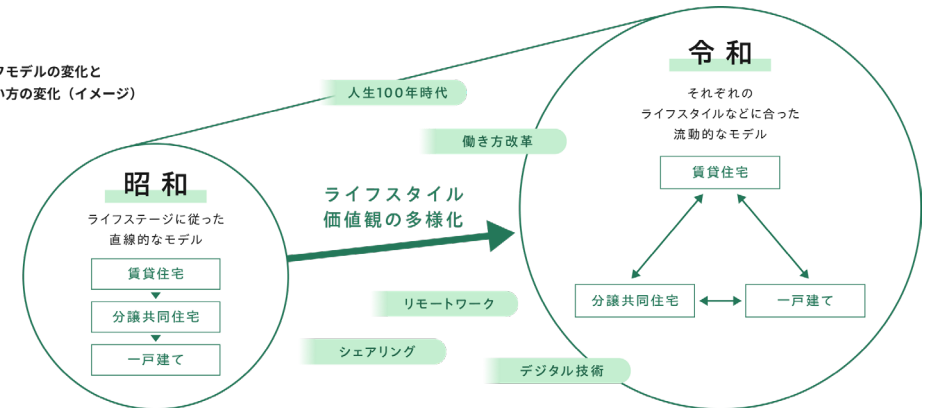 モデルの変化と
方の変化（イメージ）
昭和
ライフステージに従った
直線的なモデル
賃貸住宅
分譲共同住宅
一戸建て
人生100年時代
働き方改革
ライフスタイル
価値観の多様化
リモートワーク
シェアリング
デジタル技術
令和
それぞれの
ライフスタイルなどに合った
流動的なモデル
賃貸住宅
分譲共同住宅
一戸建て